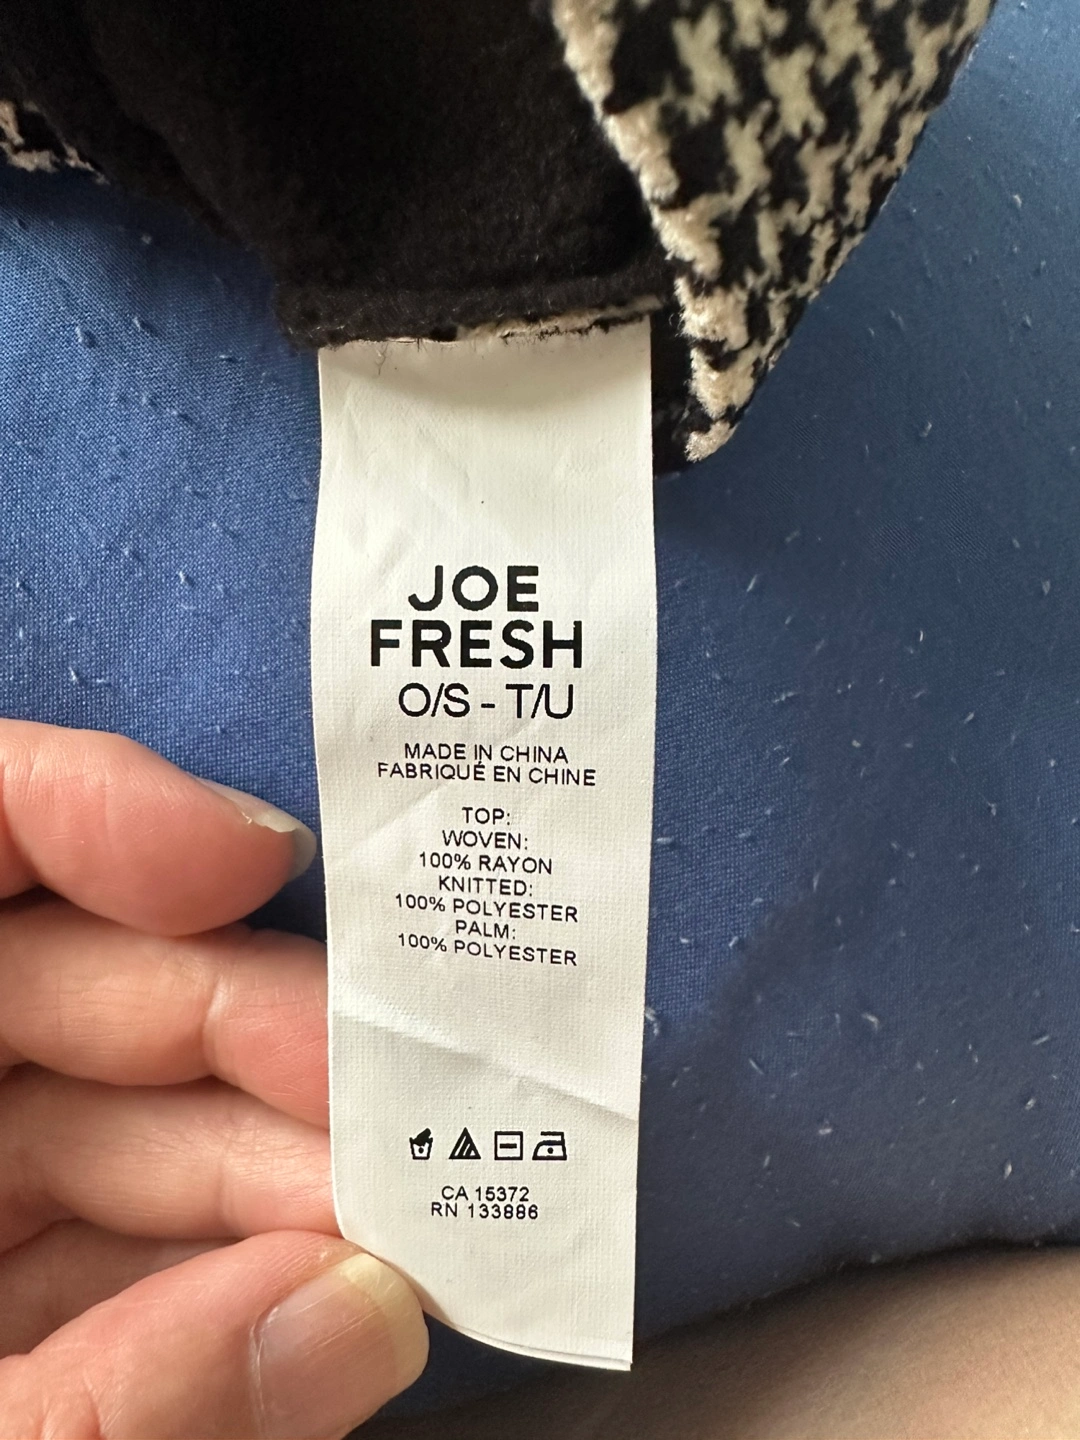 JOE
FRESH
O/S - T/U
MADE IN CHINA
FABRIQUÉ EN CHINE
TOP:
WOVEN:
100% RAYON
KNITTED:
100% POLYESTER
PALM:
100% POLYESTER
CA 15372
RN 133886